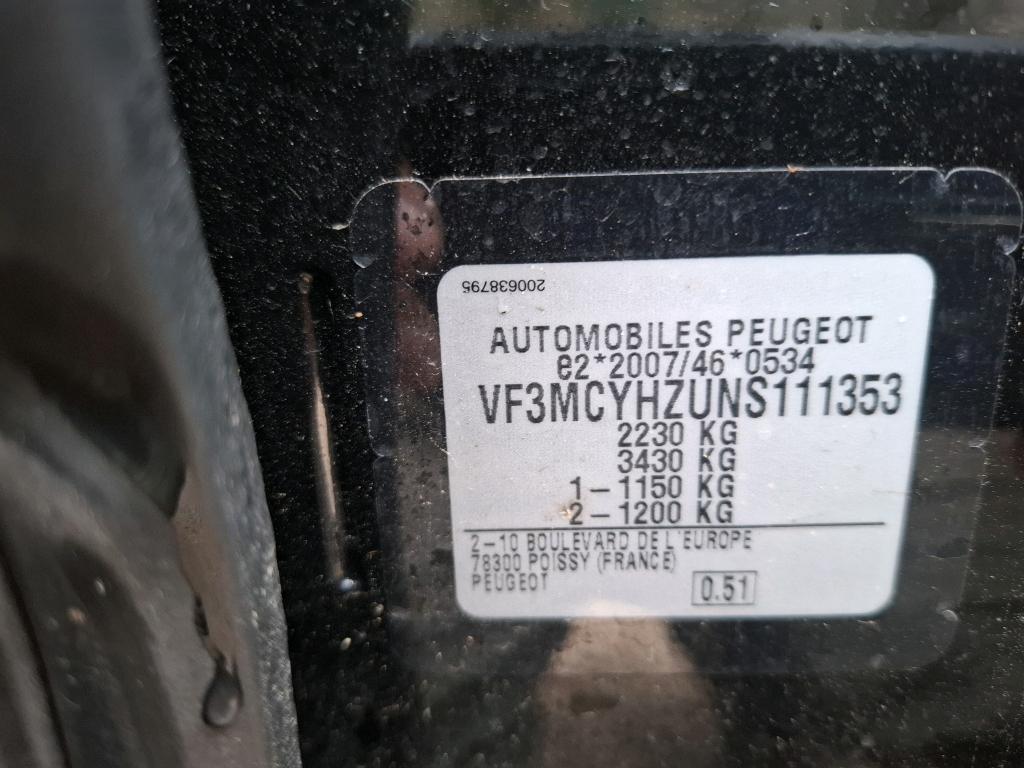 200638795
AUTOMOBILES PEUGEOT
e2*2007/46*0534
VF3MCYHZUNS111353
2230 KG
3430 KG
1-1150 KG
2-1200 KG
2-10 BOULEVARD DE L'EUROPE
78300 POISSY (FRANCE)
PEUGEOT
0.51